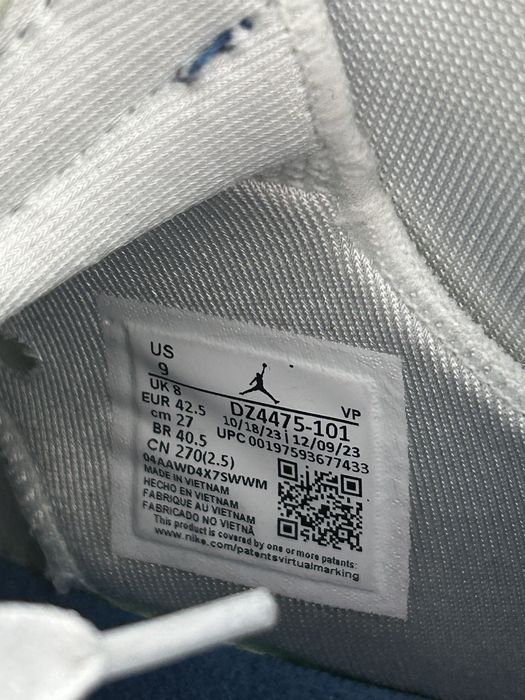 US
9
UK 8
EUR 42.5
cm 27
BR 40.5
CN 270(2.5)
VP
DZ4475-101
10/18/23 | 12/09/23
UPC 00197593677433
04AAWD4X7SWWM
MADE IN VIETNAM
HECHO EN VIETNAM
FABRIQUE AU VIETNAM
FABRICADO NO VIETNÃ
This product is covered by one or more patents:
www.nike.com/patentsvirtualmarking